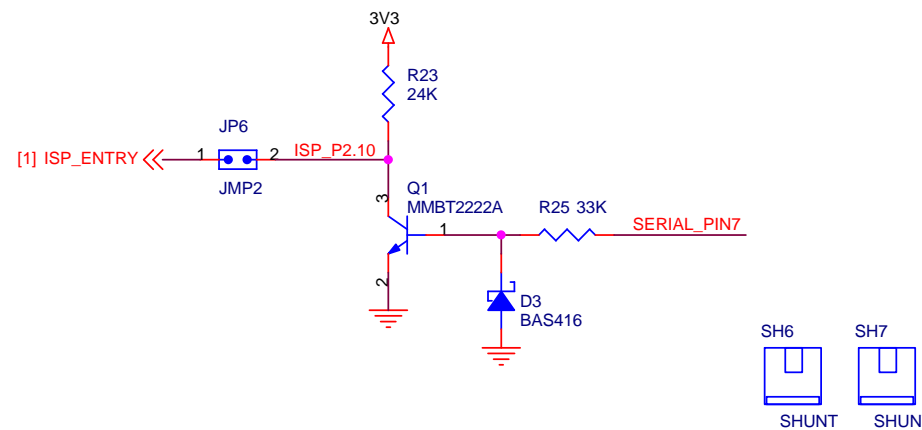 3V3
R23
24K
JP6
[1] ISP_ENTRY
1
2
ISP_P2.10
JMP2
3
Q1
MMBT2222A
1
R25 33K
SERIAL_PIN7
2
D3
BAS416
SH6
SH7
SHUNT
SHUN